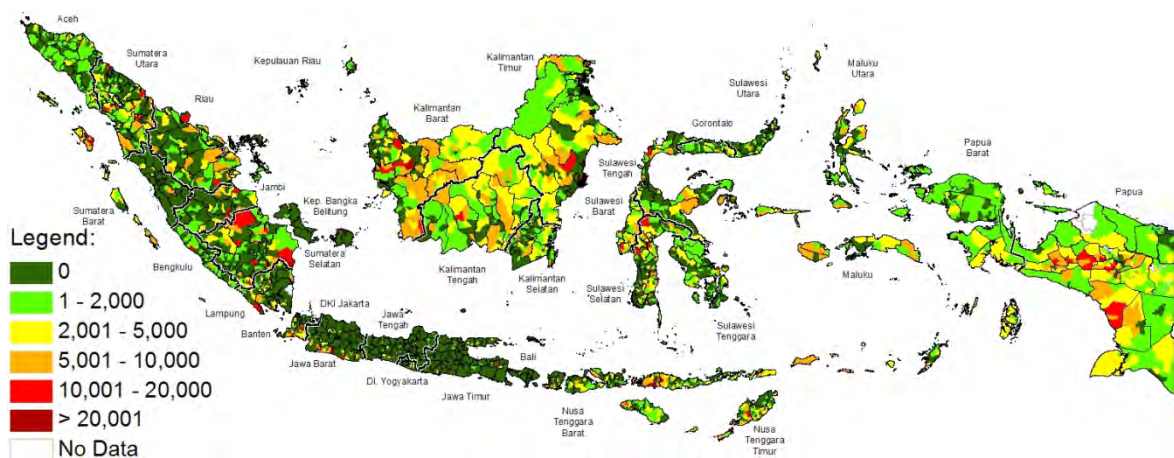 Aceh
Sumatera
Utara
Kepulauan Riau
Riau
Kalimantan
Timur
Kalimantan
Barat
Sulawesi
Utara
Maluku
Utara
Gorontalo
Papua
Barat
Papua
Sulawesi
Tengah
Jambi
Kep. Bangka
Belitung
Sulawesi
Barat
Sumatera
Barat
Sumatera
Selatan
Bengkulu
Kalimantan
Tengah
Kalimantan
Selatan
Maluku
Sulawesi
Selatan
Lampung
DKI Jakarta
Jawa
Tengah
Sulawesi
Tenggara
Banten
Jawa Barat
DI. Yogyakarta
Bali
Jawa Timur
Nusa
Tenggara
Barat
Nusa
Tenggara
Timur
Legend:
0
1 - 2,000
2,001 - 5,000
5,001 - 10,000
10,001 - 20,000
> 20,001
No Data